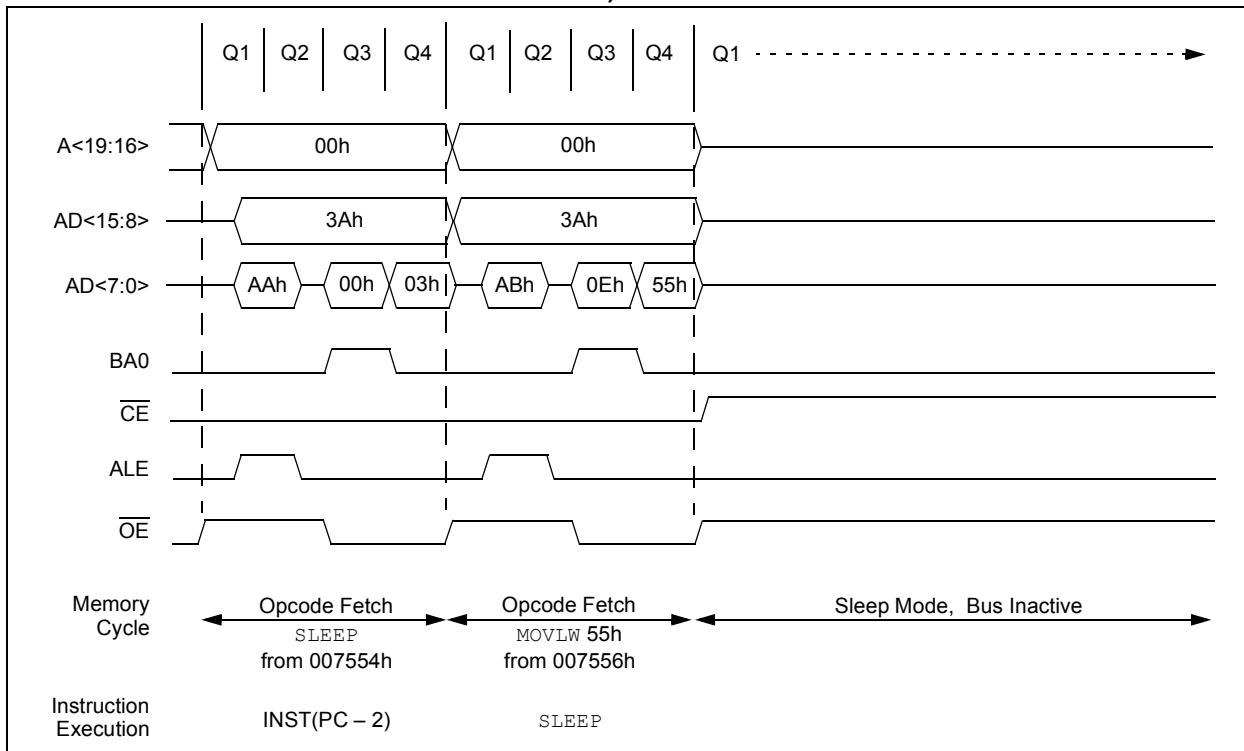 Q1 Q2 Q3 Q4 Q1 Q2 Q3 Q4 Q1
A<19:16> 00h 00h
AD<15:8> 3Ah 3Ah
AD<7:0> AAh 00h 03h ABh 0Eh 55h
BA0
CE
ALE
OE
Memory Cycle
Opcode Fetch
SLEEP
from 007554h
Opcode Fetch
MOVLW 55h
from 007556h
Sleep Mode, Bus Inactive
Instruction Execution
INST(PC – 2)
SLEEP